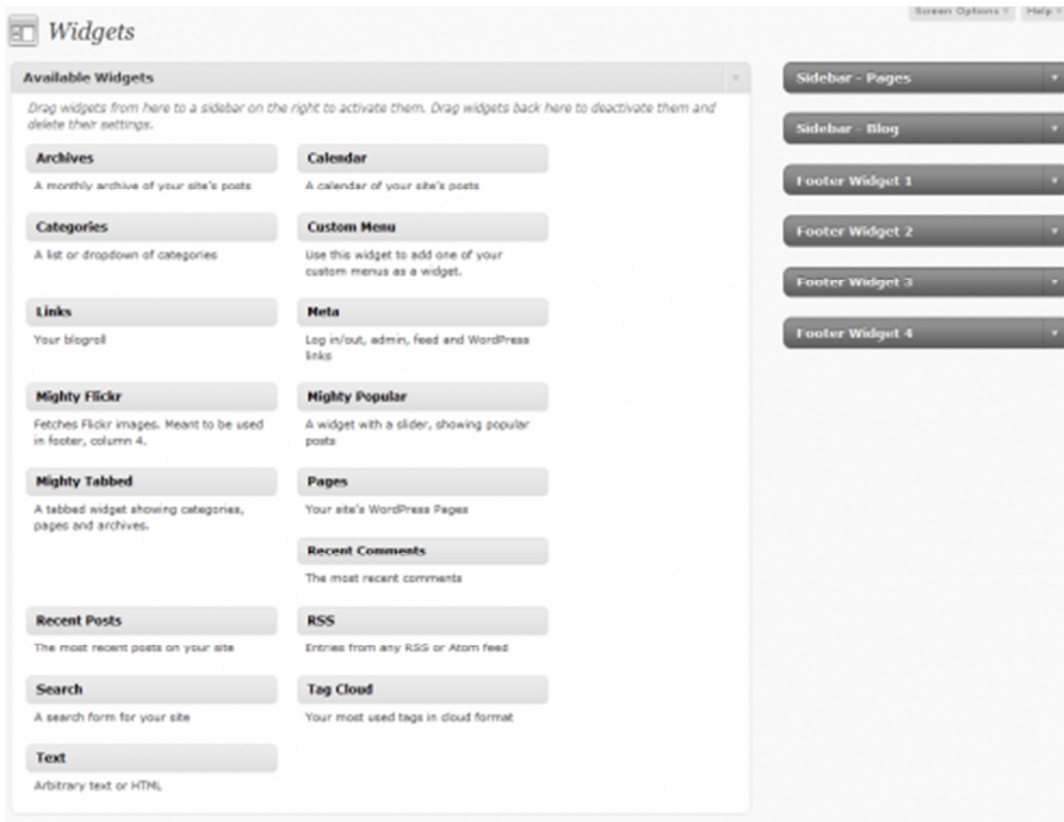 Screen Options
Help
Widgets
Available Widgets
Drag widgets from here to a sidebar on the right to activate them. Drag widgets back here to deactivate them and
delete their settings.
Archives
A monthly archive of your site's posts
Calendar
A calendar of your site's posts
Categories
A list or dropdown of categories
Custom Menu
Use this widget to add one of your
custom menus as a widget.
Links
Your blogroll
Meta
Log in/out, admin, feed and WordPress
links
Mighty Flickr
Fetches Flickr images. Meant to be used
in footer, column 4.
Mighty Popular
A widget with a slider, showing popular
posts
Mighty Tabbed
A tabbed widget showing categories,
pages and archives.
Pages
Your site's WordPress Pages
Recent Comments
The most recent comments
Recent Posts
The most recent posts on your site
RSS
Entries from any RSS or Atom feed
Search
A search form for your site
Tag Cloud
Your most used tags in cloud format
Text
Arbitrary text or HTML
Sidebar - Pages
Sidebar - Blog
Footer Widget 1
Footer Widget 2
Footer Widget 3
Footer Widget 4